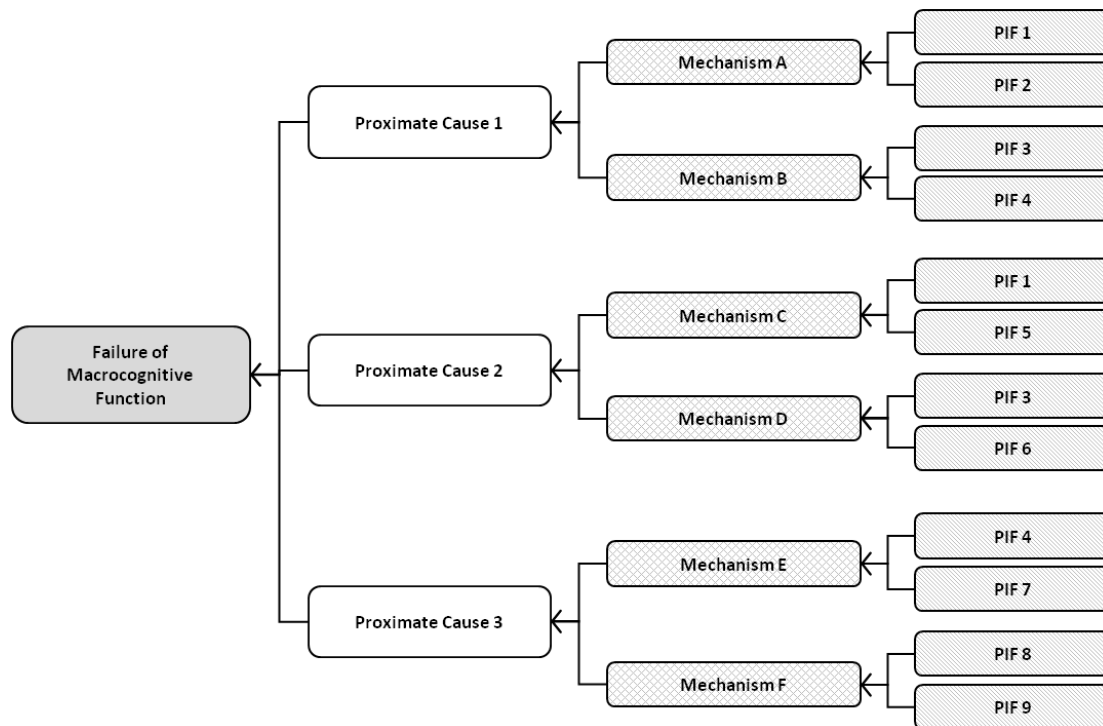 PIF 1
Mechanism A
PIF 2
Proximate Cause 1
PIF 3
Mechanism B
PIF 4
PIF 1
Mechanism C
PIF 5
Failure of
Macrocognitive
Function
Proximate Cause 2
PIF 3
Mechanism D
PIF 6
PIF 4
Mechanism E
PIF 7
Proximate Cause 3
PIF 8
Mechanism F
PIF 9